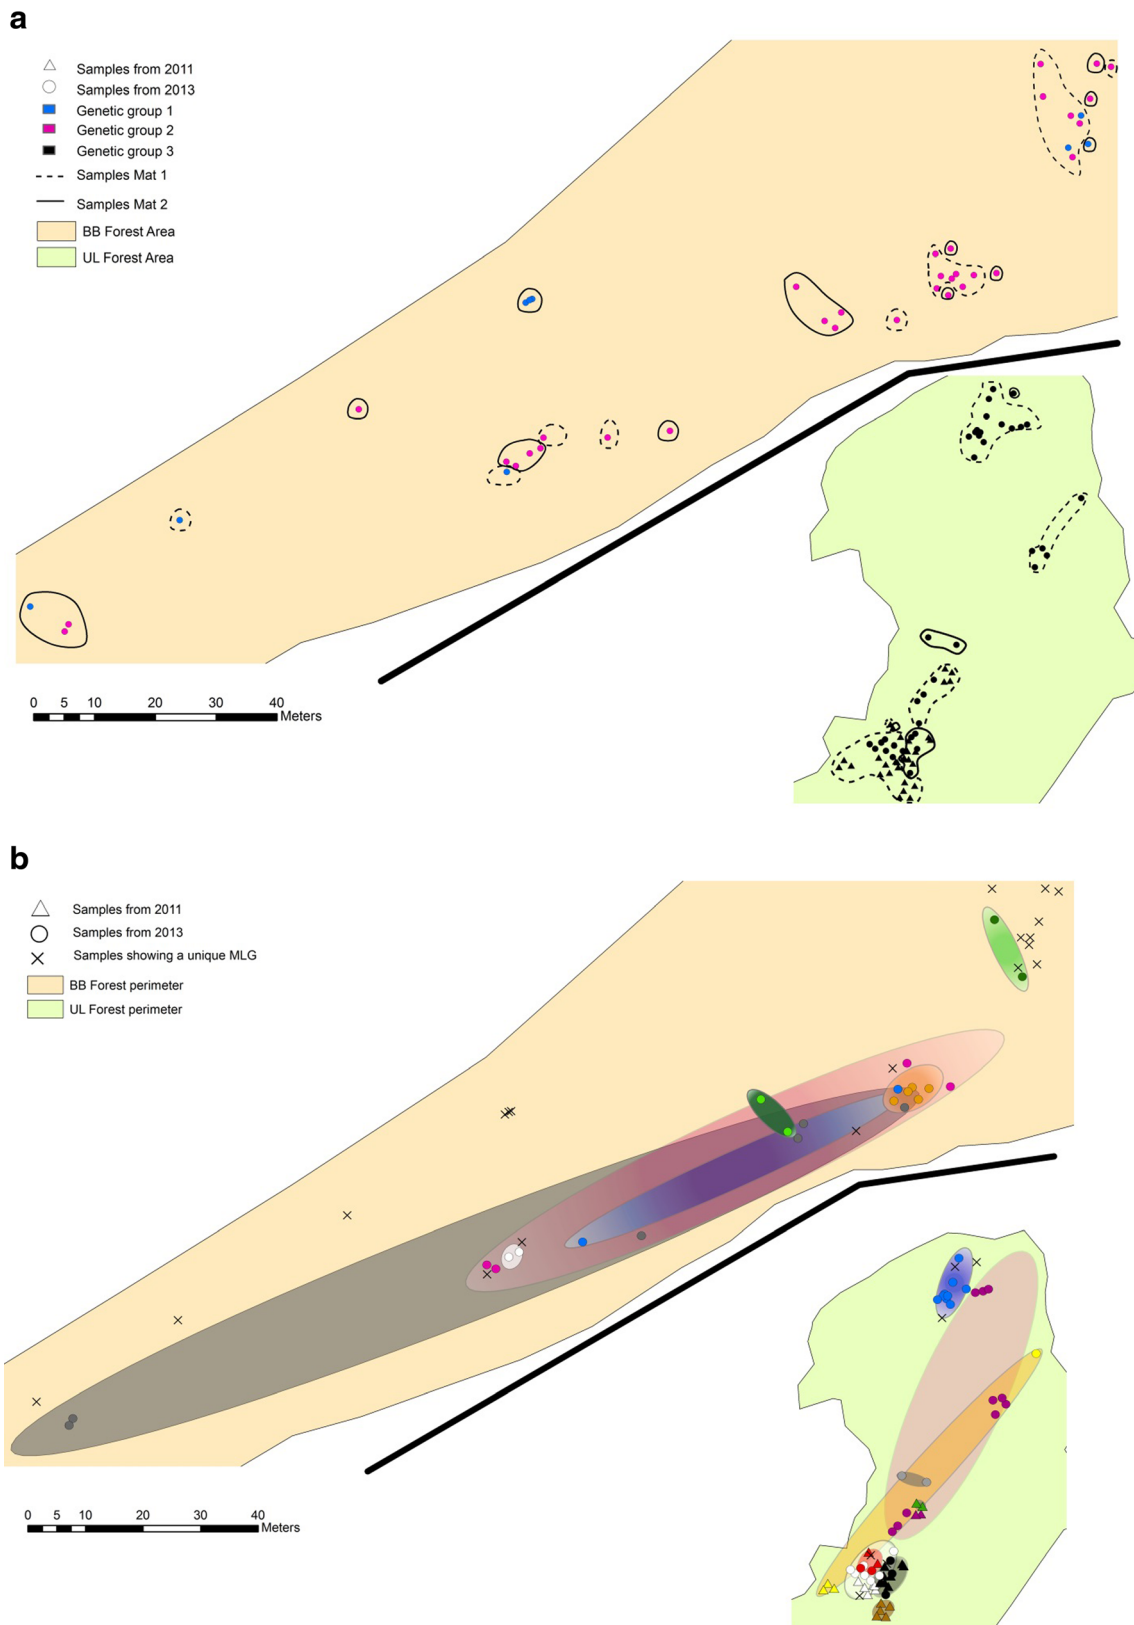 a
Samples from 2011
Samples from 2013
Genetic group 1
Genetic group 2
Genetic group 3
Samples Mat 1
Samples Mat 2
BB Forest Area
UL Forest Area
0 5 10 20 30 40
Meters
b
Samples from 2011
Samples from 2013
Samples showing a unique MLG
BB Forest perimeter
UL Forest perimeter
0 5 10 20 30 40
Meters